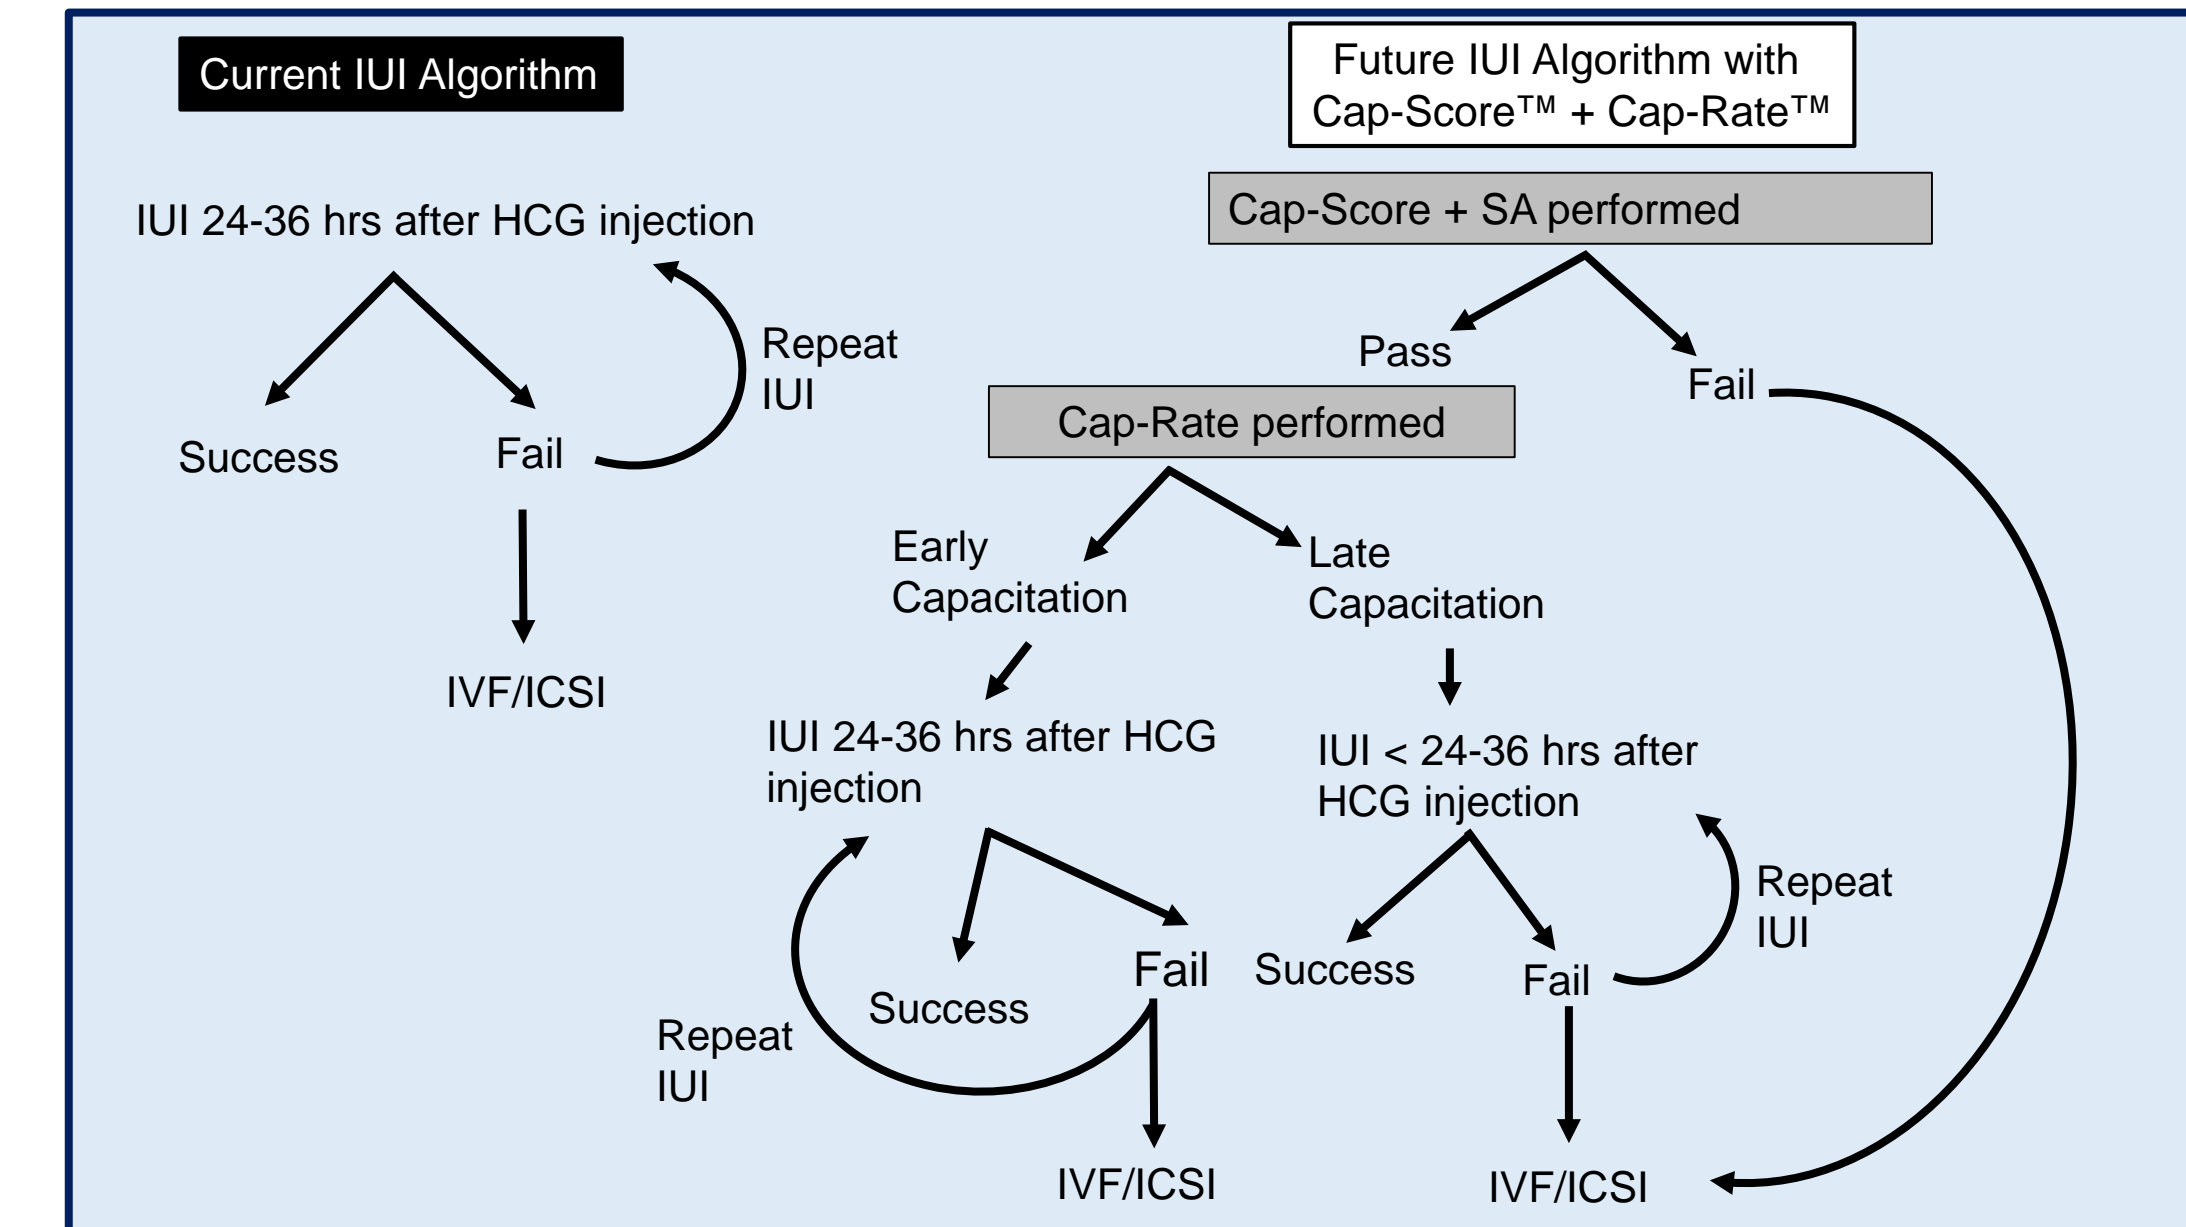 Current IUI Algorithm
IUI 24-36 hrs after HCG injection
Repeat
IUI
Success
Fail
IVF/ICSI
Future IUI Algorithm with
Cap-Score™ + Cap-Rate™
Cap-Score + SA performed
Pass
Fail
Cap-Rate performed
Early
Capacitation
Late
Capacitation
IUI 24-36 hrs after HCG
injection
IUI < 24-36 hrs after
HCG injection
Repeat
IUI
Success
Fail
Success
Fail
Repeat
IUI
IVF/ICSI
IVF/ICSI